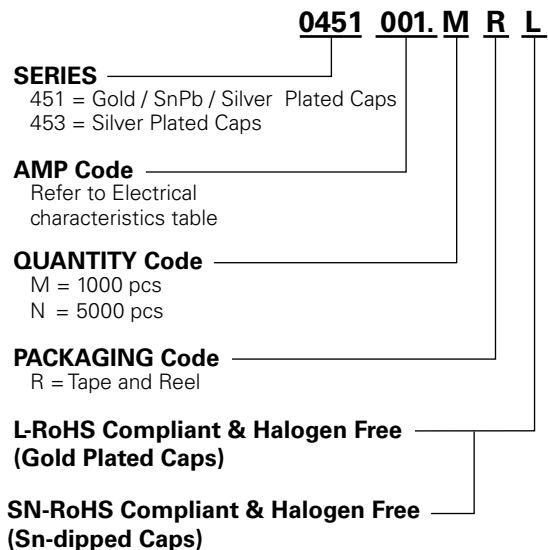 0451 001. M R L
SERIES
451 = Gold / SnPb / Silver Plated Caps
453 = Silver Plated Caps
AMP Code
Refer to Electrical
characteristics table
QUANTITY Code
M = 1000 pcs
N = 5000 pcs
PACKAGING Code
R = Tape and Reel
L-RoHS Compliant & Halogen Free
(Gold Plated Caps)
SN-RoHS Compliant & Halogen Free
(Sn-dipped Caps)